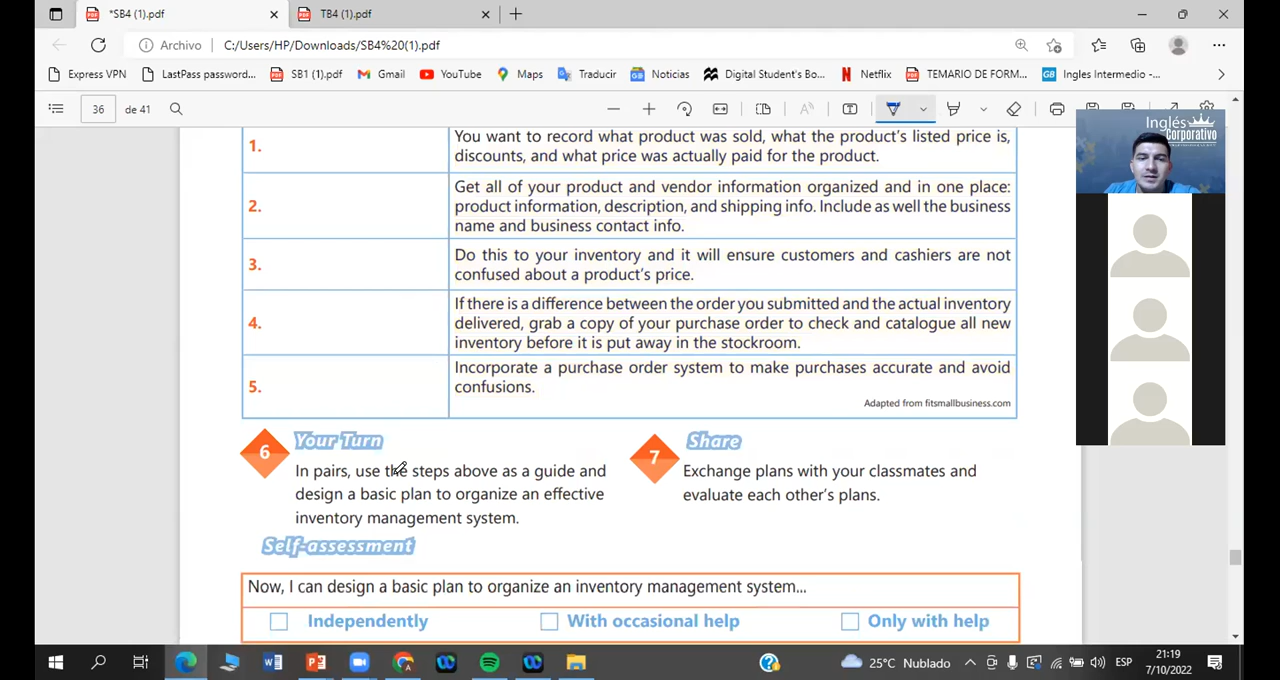 *SB4 (1).pdf
TB4 (1).pdf
Archivo
C:/Users/HP/Downloads/SB4%20(1).pdf
Express VPN
LastPass password...
SB1 (1).pdf
Gmail
YouTube
Maps
Traducir
Noticias
Digital Student's Bo...
Netflix
TEMARIO DE FORM...
Ingles Intermedio -...
36
de 41
Inglés
Corporativo
1.
You want to record what product was sold, what the product's listed price is,
discounts, and what price was actually paid for the product.
2.
Get all of your product and vendor information organized and in one place:
product information, description, and shipping info. Include as well the business
name and business contact info.
3.
Do this to your inventory and it will ensure customers and cashiers are not
confused about a product's price.
4.
If there is a difference between the order you submitted and the actual inventory
delivered, grab a copy of your purchase order to check and catalogue all new
inventory before it is put away in the stockroom.
5.
Incorporate a purchase order system to make purchases accurate and avoid
confusions.
Adapted from fitsmallbusiness.com
6
Your Turn
In pairs, use the steps above as a guide and
design a basic plan to organize an effective
inventory management system.
7
Share
Exchange plans with your classmates and
evaluate each other's plans.
Self-assessment
Now, I can design a basic plan to organize an inventory management system...
Independently
With occasional help
Only with help
25°C Nublado
ESP
21:19
7/10/2022